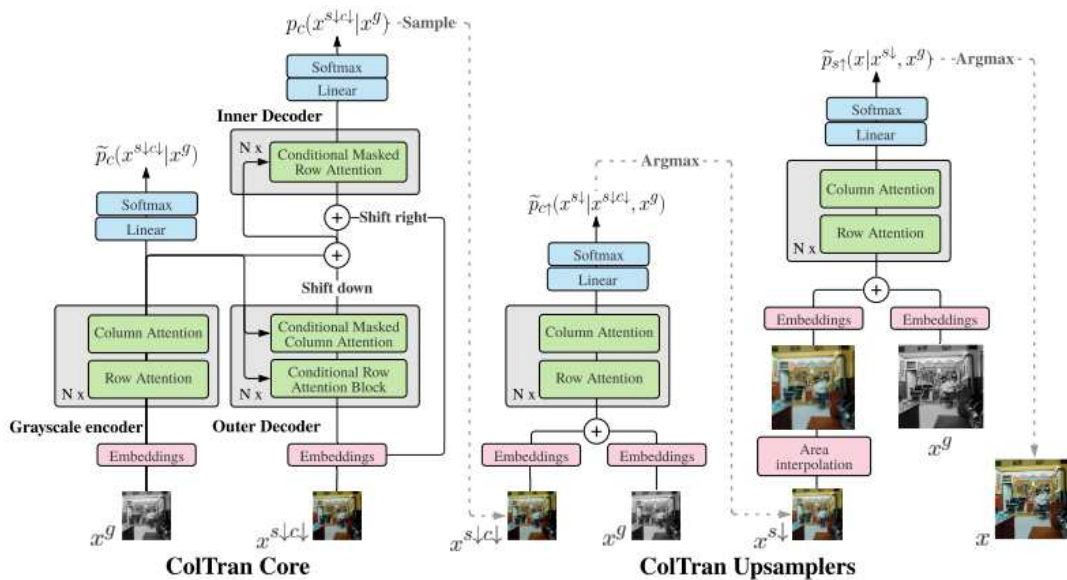 p_c(x^{s↓c↓}|x^g) Sample
Softmax
Linear
Inner Decoder
N x
Conditional Masked
Row Attention
Shift right
p̃_c(x^{s↓c↓}|x^g)
Softmax
Linear
Shift down
Column Attention
Row Attention
N x
Grayscale encoder
Conditional Masked
Column Attention
Conditional Row
Attention Block
N x
Outer Decoder
Embeddings
Embeddings
x^g
x^{s↓c↓}
ColTran Core
Argmax
p̃_{c↑}(x^{s↓}|x^{s↓c↓}, x^g)
Softmax
Linear
Column Attention
Row Attention
N x
Embeddings
Embeddings
x^{s↓c↓}
x^g
p̃_{s↑}(x|x^{s↓}, x^g) Argmax
Softmax
Linear
Column Attention
Row Attention
N x
Embeddings
Embeddings
x^g
Area
interpolation
x^{s↓}
x
ColTran Upsamplers